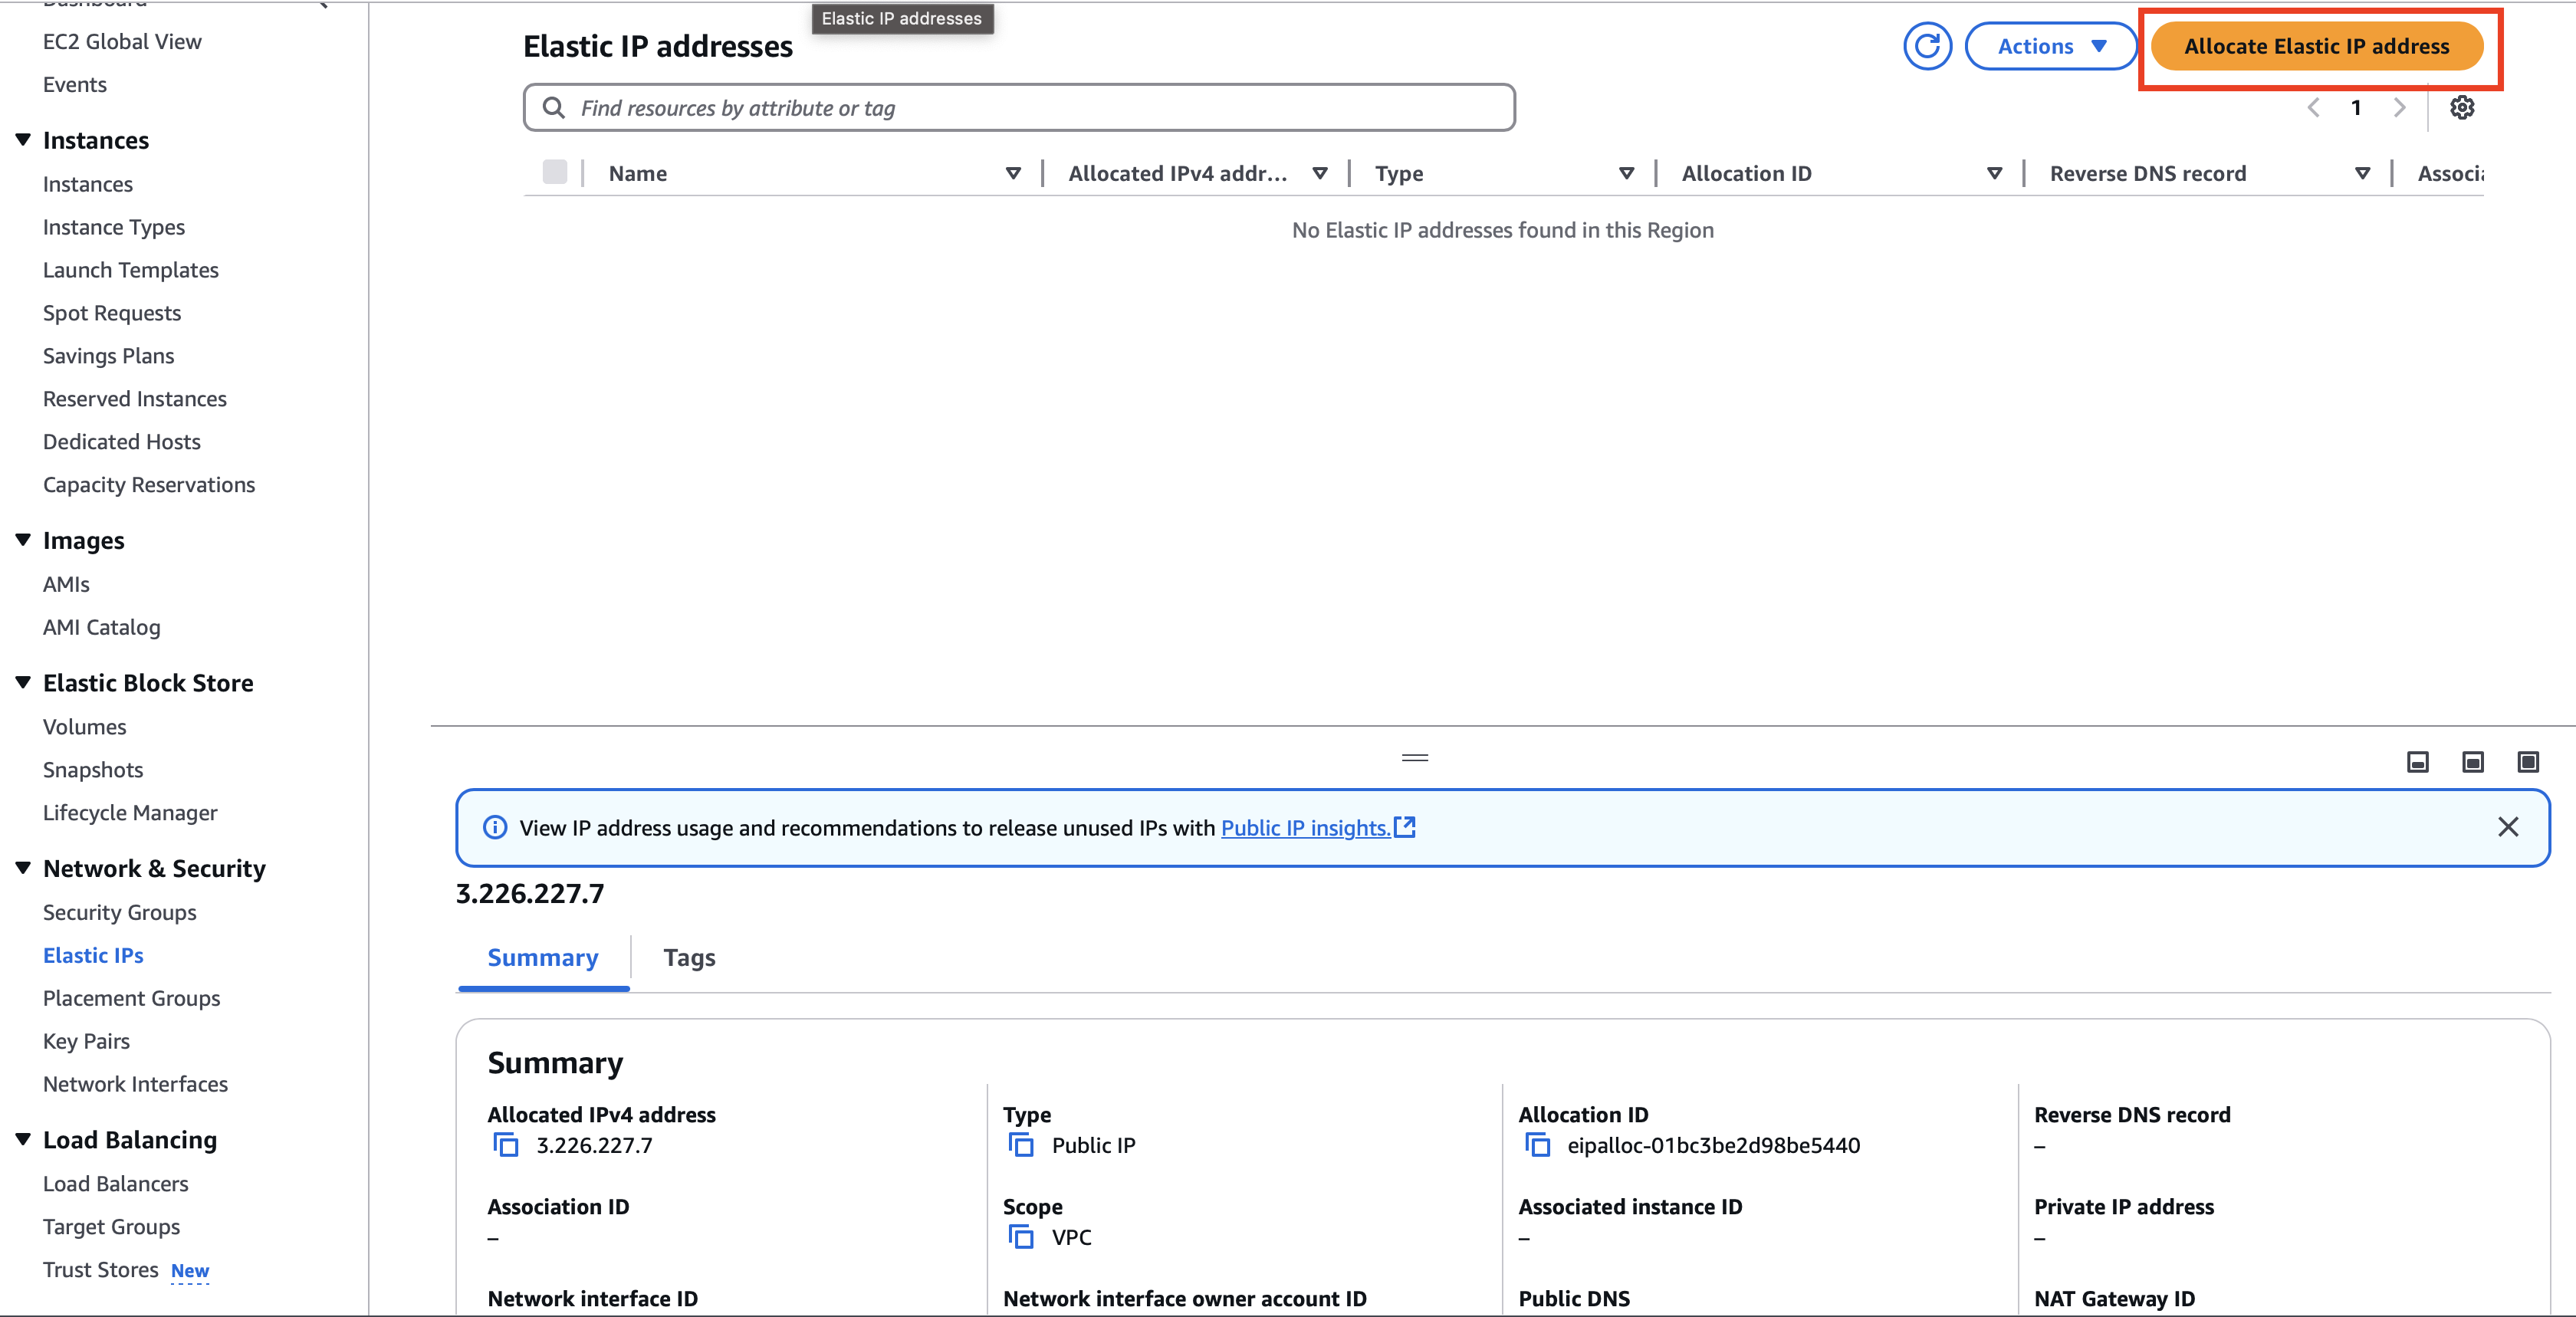 Dashboard
EC2 Global View
Events
Instances
Instances
Instance Types
Launch Templates
Spot Requests
Savings Plans
Reserved Instances
Dedicated Hosts
Capacity Reservations
Images
AMIs
AMI Catalog
Elastic Block Store
Volumes
Snapshots
Lifecycle Manager
Network & Security
Security Groups
Elastic IPs
Placement Groups
Key Pairs
Network Interfaces
Load Balancing
Load Balancers
Target Groups
Trust Stores New
Elastic IP addresses
Elastic IP addresses
Actions
Allocate Elastic IP address
Find resources by attribute or tag
1
Name Allocated IPv4 addr... Type Allocation ID Reverse DNS record Associa
No Elastic IP addresses found in this Region
View IP address usage and recommendations to release unused IPs with Public IP insights.
3.226.227.7
Summary Tags
Summary
Allocated IPv4 address Type Allocation ID Reverse DNS record
3.226.227.7 Public IP eipalloc-01bc3be2d98be5440 –
Association ID Scope Associated instance ID Private IP address
– VPC – –
Network interface ID Network interface owner account ID Public DNS NAT Gateway ID